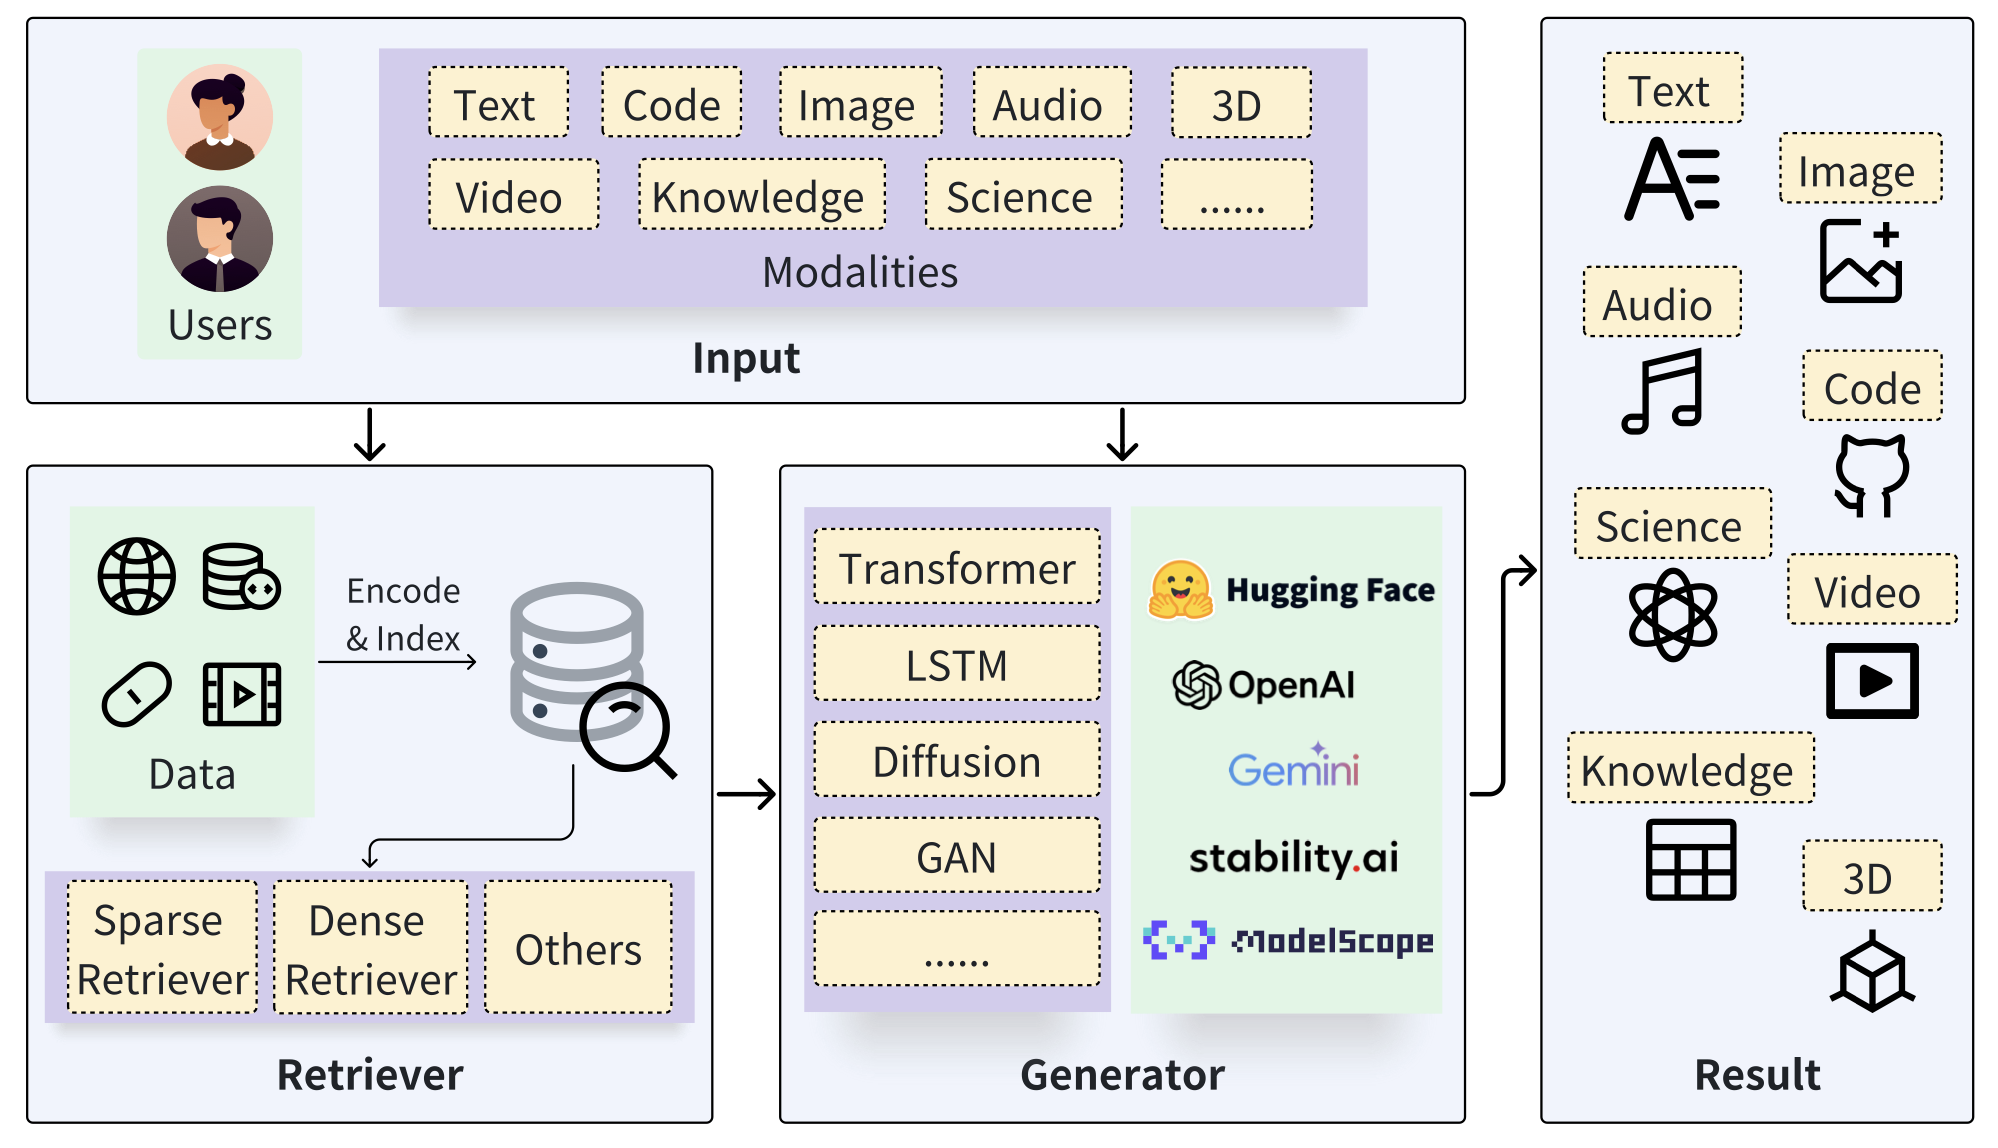 Users
Text
Code
Image
Audio
3D
Video
Knowledge
Science
......
Modalities
Input
Data
Encode
& Index
Sparse
Retriever
Dense
Retriever
Others
Retriever
Transformer
LSTM
Diffusion
GAN
......
Hugging Face
OpenAI
Gemini
stability.ai
ModelScope
Generator
Text
Image
Audio
Code
Science
Video
Knowledge
3D
Result